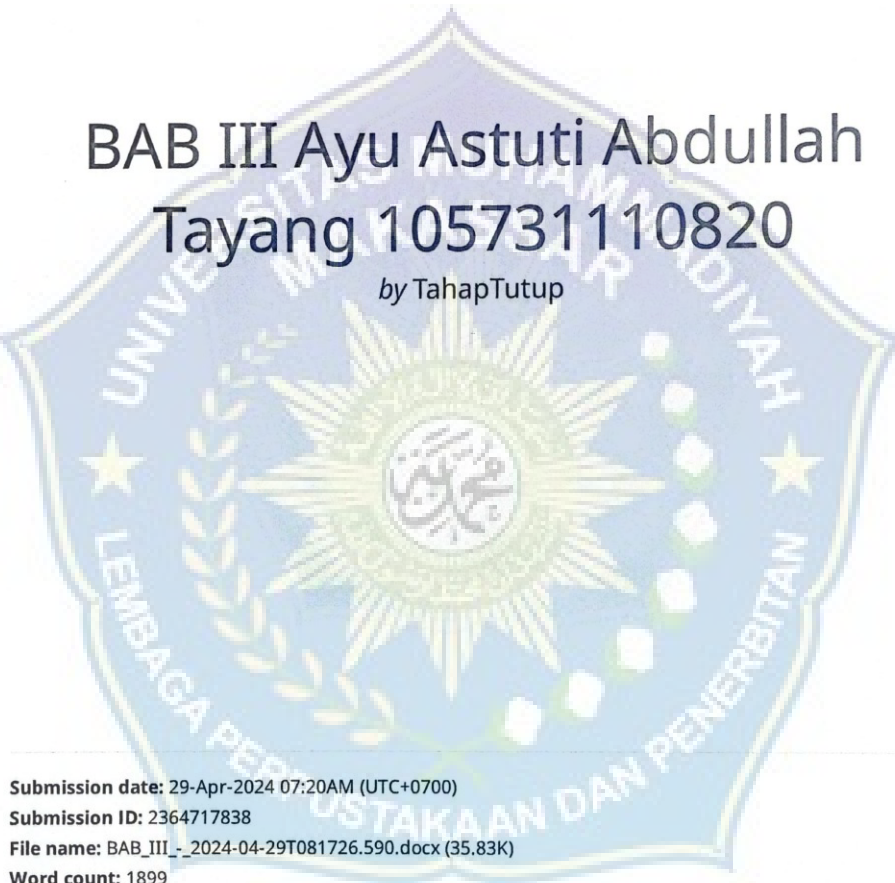 BAB III Ayu Astuti Abdullah
Tayang 105731110820
by TahapTutup
UNIVERSITAS MUHAMMADIYAH
MAKASSAR
محمدية
LEMBAGA PERPUSTAKAAN DAN PENERBITAN
Submission date: 29-Apr-2024 07:20AM (UTC+0700)
Submission ID: 2364717838
File name: BAB_III_-_2024-04-29T081726.590.docx (35.83K)
Word count: 1899